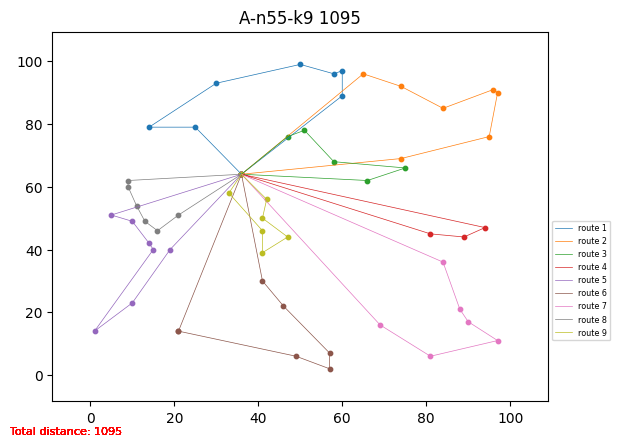 A-n55-k9 1095
100
80
60
40
20
0
0 20 40 60 80 100
route 1
route 2
route 3
route 4
route 5
route 6
route 7
route 8
route 9
Total distance: 1095